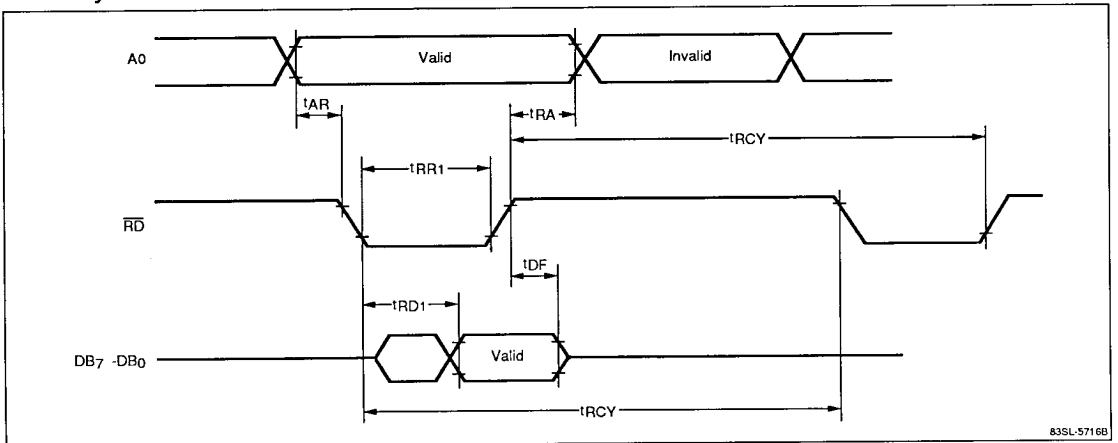 A0
Valid
Invalid
tAR
tRA
tRCY
tRR1
RD
tDF
tRD1
DB7 -DB0
Valid
tRCY
83SL-5716B